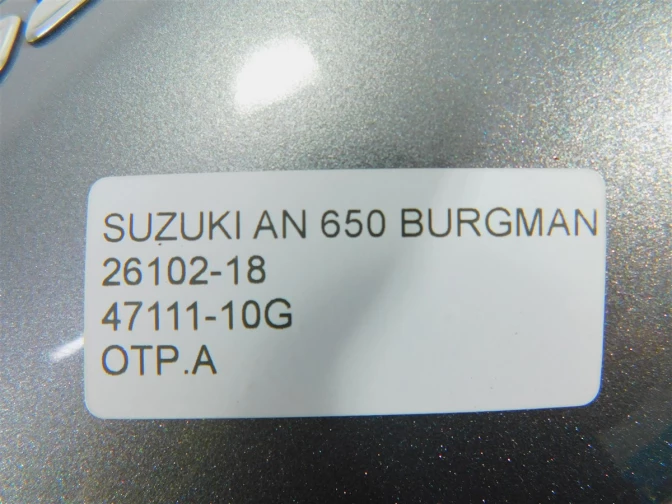 SUZUKI AN 650 BURGMAN
26102-18
47111-10G
OTP.A